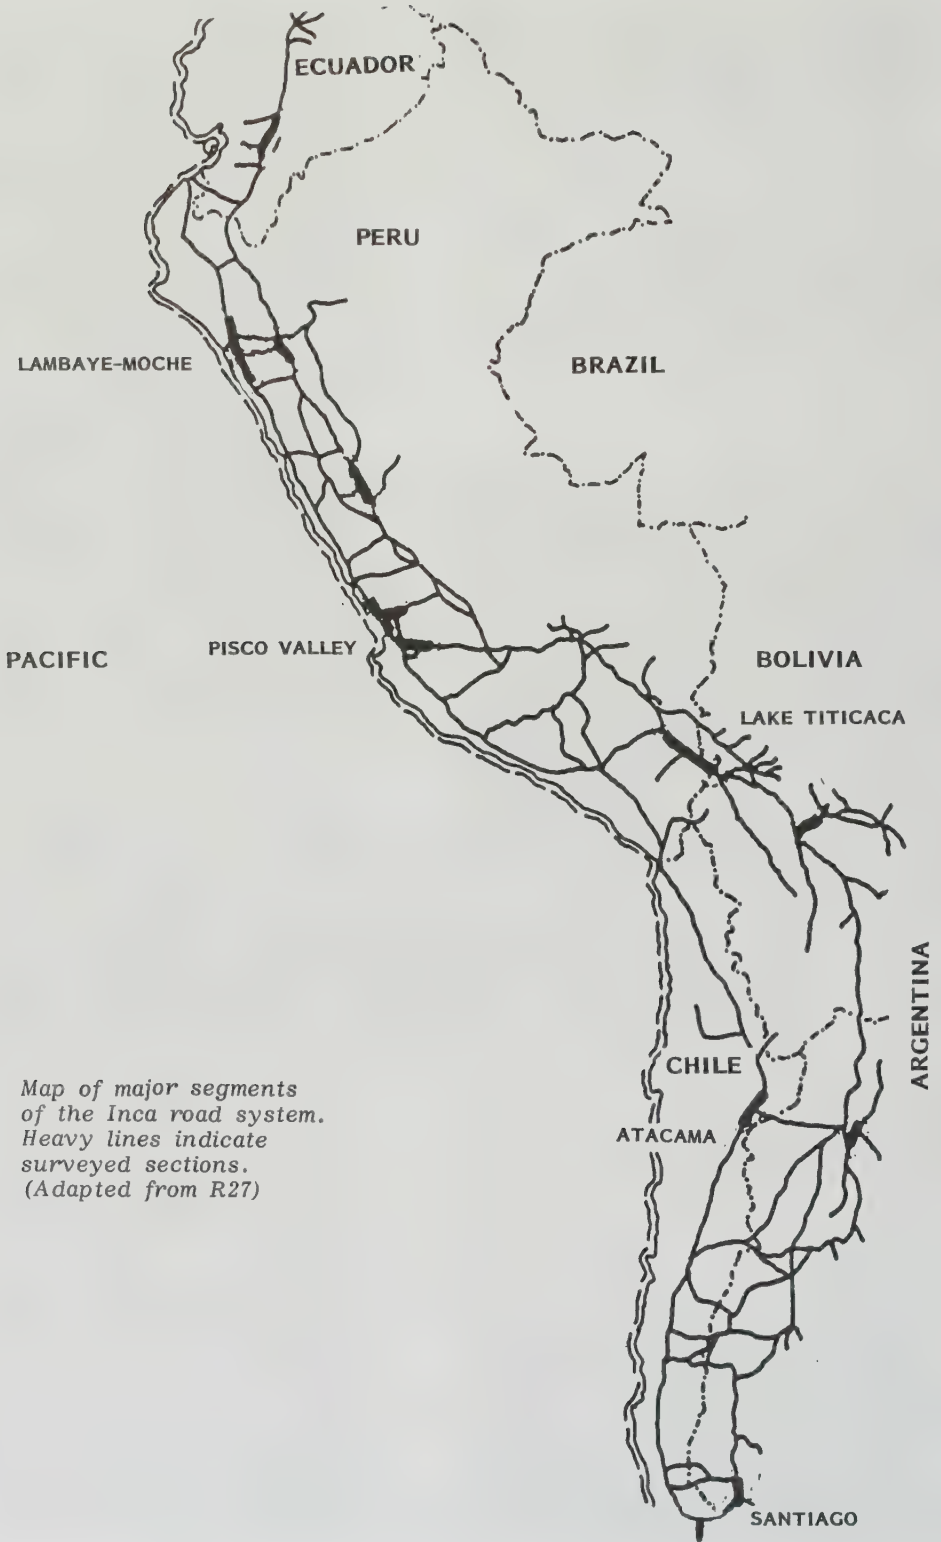 ECUADOR
PERU
LAMBAYE-MOCHE
BRAZIL
PACIFIC
PISCO VALLEY
BOLIVIA
LAKE TITICACA
ARGENTINA
CHILE
ATACAMA
Map of major segments
of the Inca road system.
Heavy lines indicate
surveyed sections.
(Adapted from R27)
SANTIAGO